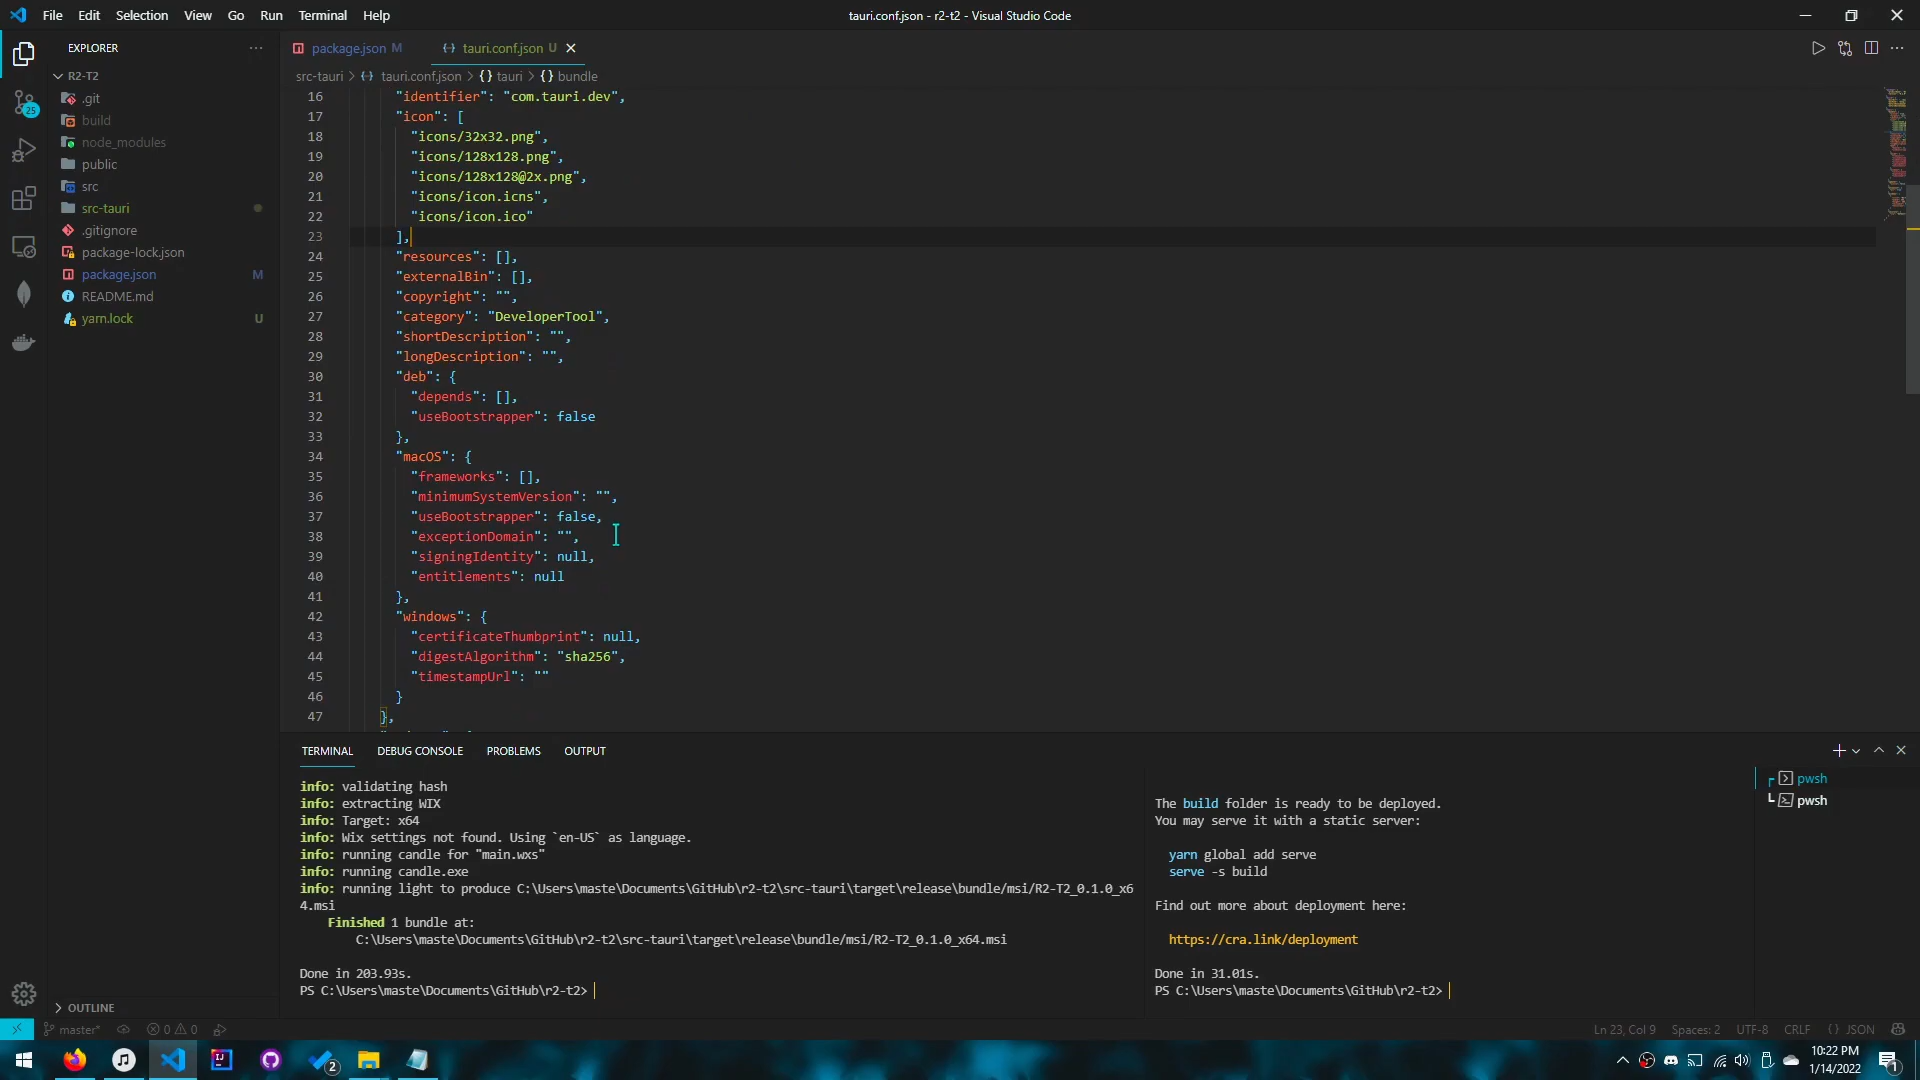 File Edit Selection View Go Run Terminal Help
tauri.conf.json - r2-t2 - Visual Studio Code
EXPLORER
R2-T2
.git
build
node_modules
public
src
src-tauri
.gitignore
package-lock.json
package.json M
README.md
yarn.lock U
OUTLINE
25
package.json M
tauri.conf.json U
src-tauri > tauri.conf.json > {} tauri > {} bundle
16 "identifier": "com.tauri.dev",
17 "icon": [
18 "icons/32x32.png",
19 "icons/128x128.png",
20 "icons/128x128@2x.png",
21 "icons/icon.icns",
22 "icons/icon.ico"
23 ],
24 "resources": [],
25 "externalBin": [],
26 "copyright": "",
27 "category": "DeveloperTool",
28 "shortDescription": "",
29 "longDescription": "",
30 "deb": {
31 "depends": [],
32 "useBootstrapper": false
33 },
34 "macOS": {
35 "frameworks": [],
36 "minimumSystemVersion": "",
37 "useBootstrapper": false,
38 "exceptionDomain": "",
39 "signingIdentity": null,
40 "entitlements": null
41 },
42 "windows": {
43 "certificateThumbprint": null,
44 "digestAlgorithm": "sha256",
45 "timestampUrl": ""
46 }
47 },
TERMINAL DEBUG CONSOLE PROBLEMS OUTPUT
info: validating hash
info: extracting WIX
info: Target: x64
info: Wix settings not found. Using `en-US` as language.
info: running candle for "main.wxs"
info: running candle.exe
info: running light to produce C:\Users\maste\Documents\GitHub\r2-t2\src-tauri\target\release\bundle/msi/R2-T2_0.1.0_x6
4.msi
Finished 1 bundle at:
C:\Users\maste\Documents\GitHub\r2-t2\src-tauri\target\release\bundle/msi/R2-T2_0.1.0_x64.msi
Done in 203.93s.
PS C:\Users\maste\Documents\GitHub\r2-t2>
The build folder is ready to be deployed.
You may serve it with a static server:
yarn global add serve
serve -s build
Find out more about deployment here:
https://cra.link/deployment
Done in 31.01s.
PS C:\Users\maste\Documents\GitHub\r2-t2>
pwsh
pwsh
master* 0 0
Ln 23, Col 9 Spaces: 2 UTF-8 CRLF {} JSON
2
10:22 PM
1/14/2022
1